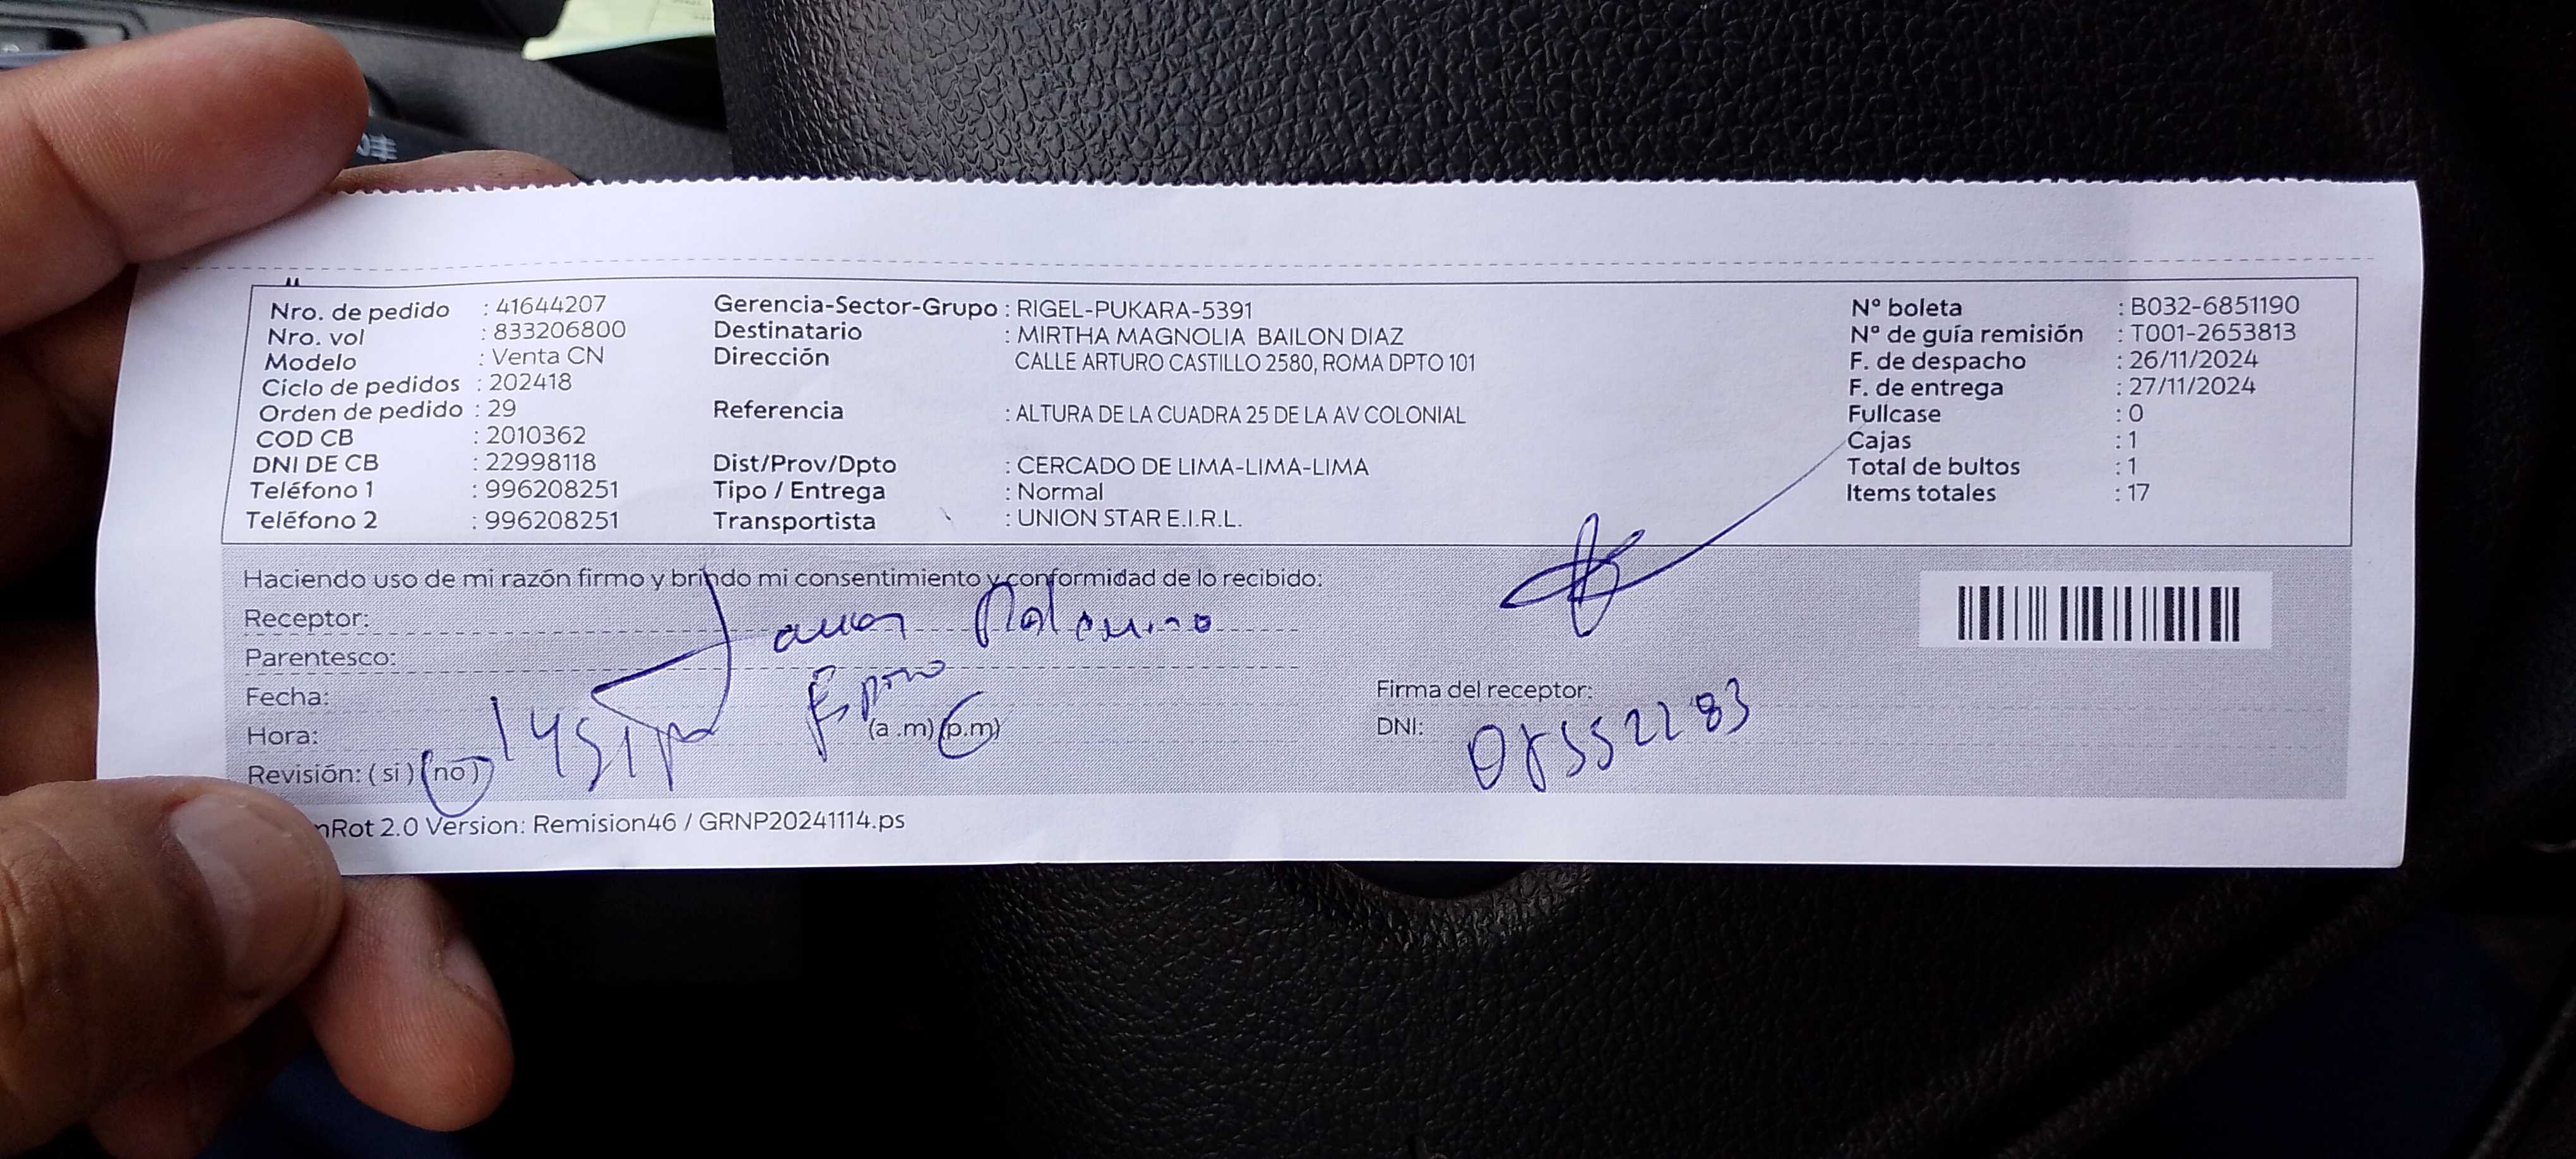 Nro. de pedido : 41644207
Nro. vol : 833206800
Modelo : Venta CN
Ciclo de pedidos : 202418
Orden de pedido : 29
COD CB : 2010362
DNI DE CB : 22998118
Teléfono 1 : 996208251
Teléfono 2 : 996208251
Gerencia-Sector-Grupo : RIGEL-PUKARA-5391
Destinatario : MIRTHA MAGNOLIA BAILON DIAZ
Dirección CALLE ARTURO CASTILLO 2580, ROMA DPTO 101
Referencia : ALTURA DE LA CUADRA 25 DE LA AV COLONIAL
Dist/Prov/Dpto : CERCADO DE LIMA-LIMA-LIMA
Tipo / Entrega : Normal
Transportista : UNION STAR E.I.R.L.
N° boleta : B032-6851190
N° de guía remisión : T001-2653813
F. de despacho : 26/11/2024
F. de entrega : 27/11/2024
Fullcase : 0
Cajas : 1
Total de bultos : 1
Items totales : 17
Haciendo uso de mi razón firmo y brindo mi consentimiento y conformidad de lo recibido:
Receptor:
Parentesco:
Fecha:
Hora: (a .m) (p.m)
Revisión: ( si ) ( no )
Firma del receptor:
DNI:
nRot 2.0 Version: Remision46 / GRNP20241114.ps